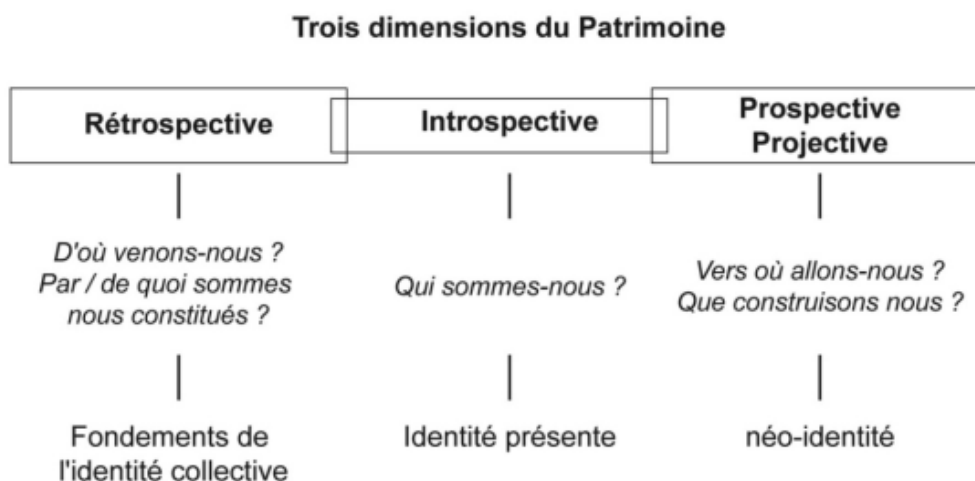 Trois dimensions du Patrimoine
Rétrospective
Introspective
Prospective
Projective
D'où venons-nous ?
Par / de quoi sommes
nous constitués ?
Qui sommes-nous ?
Vers où allons-nous ?
Que construisons nous ?
Fondements de
l'identité collective
Identité présente
néo-identité